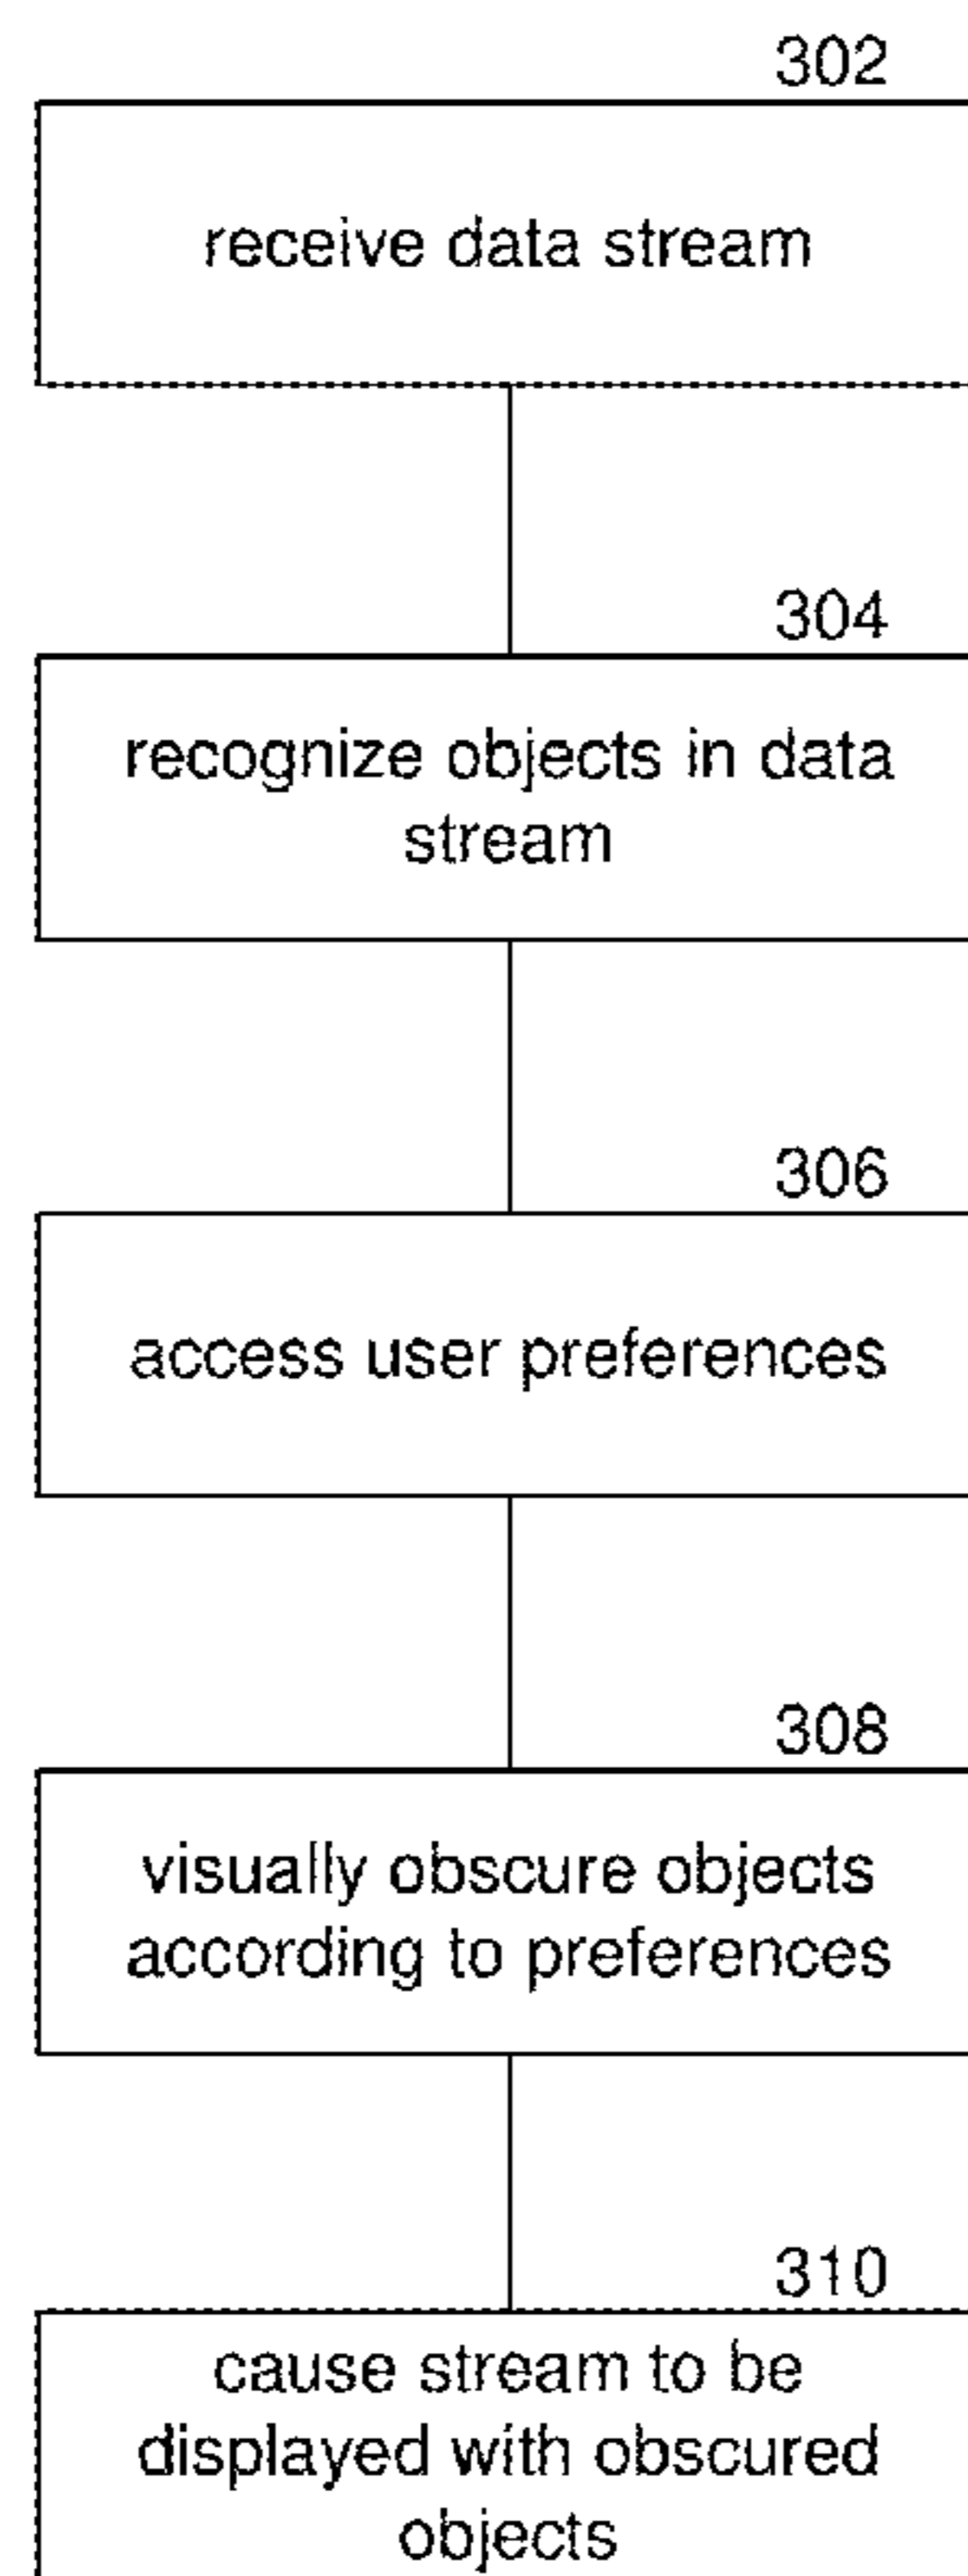 302
receive data stream
304
recognize objects in data
stream
306
access user preferences
308
visually obscure objects
according to preferences
310
cause stream to be
displayed with obscured
objects